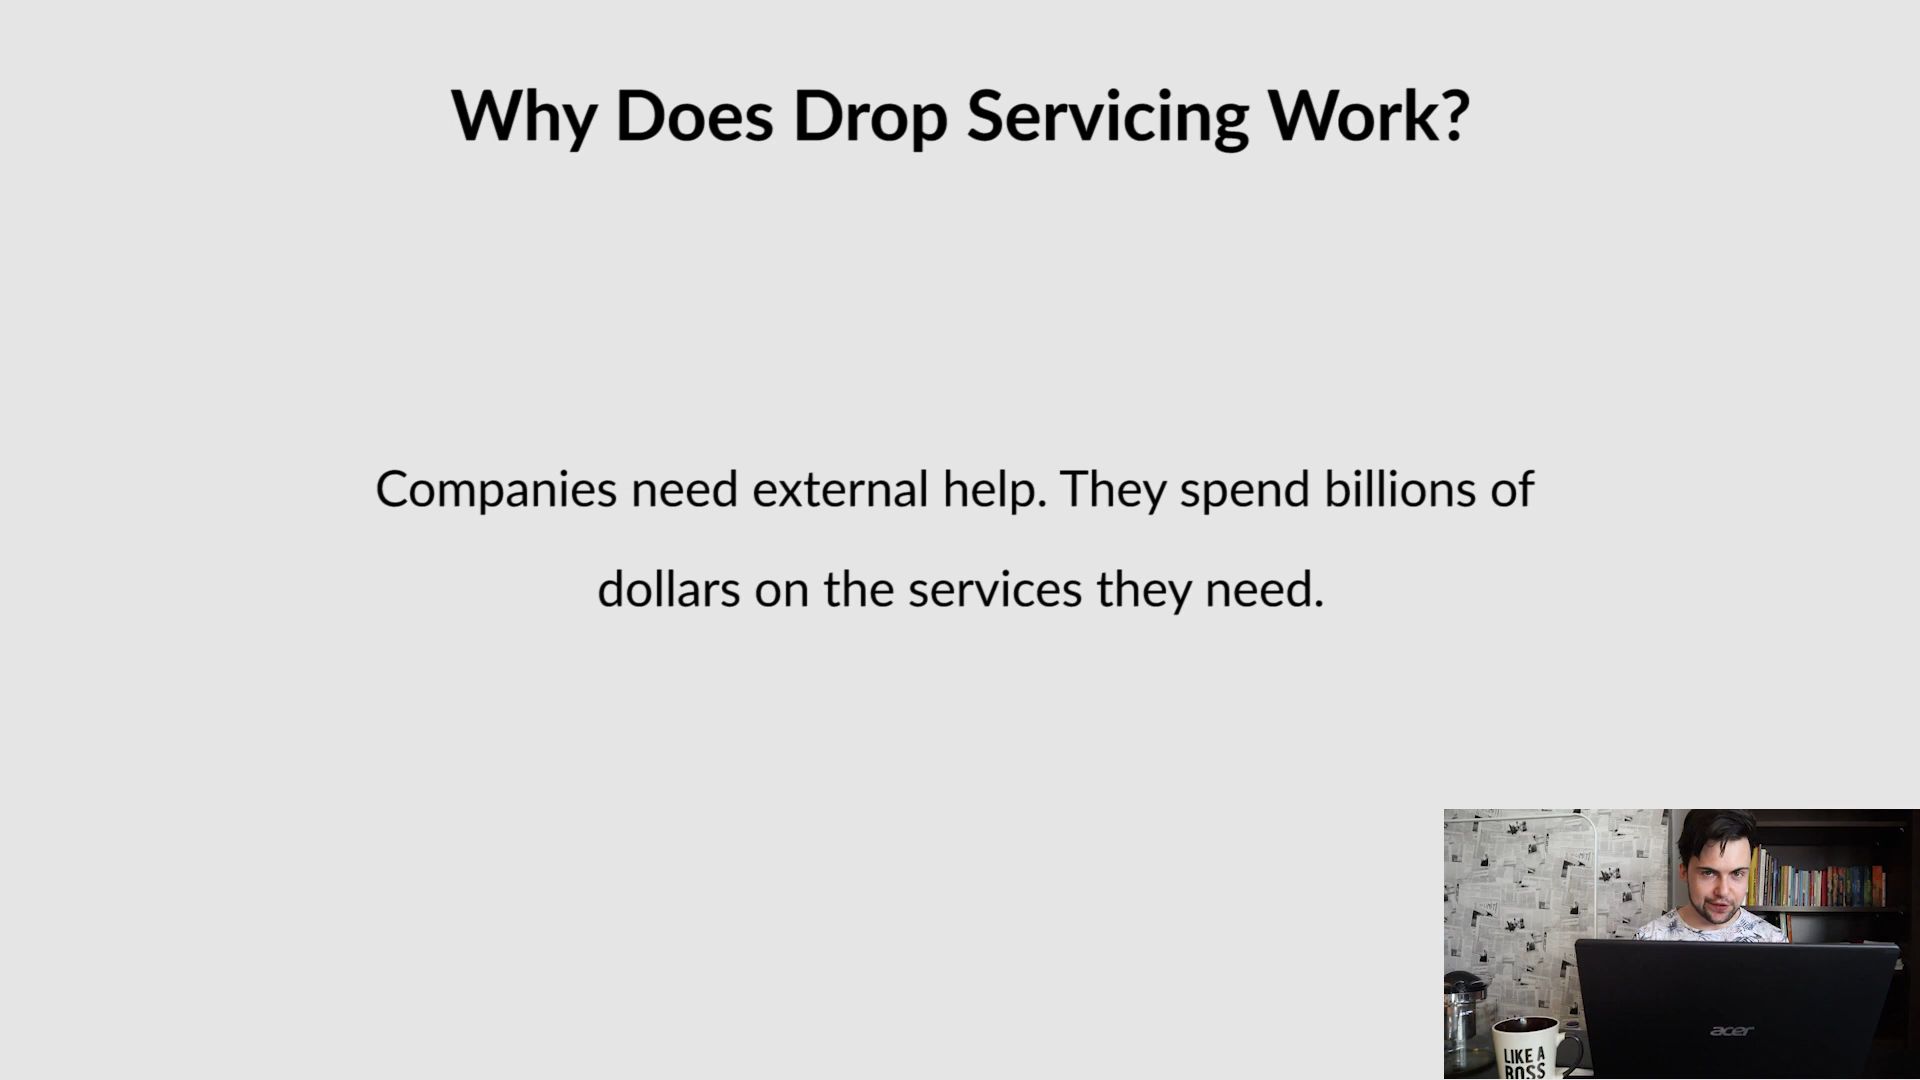 Why Does Drop Servicing Work?
Companies need external help. They spend billions of
dollars on the services they need.
acer
LIKE A
BOSS